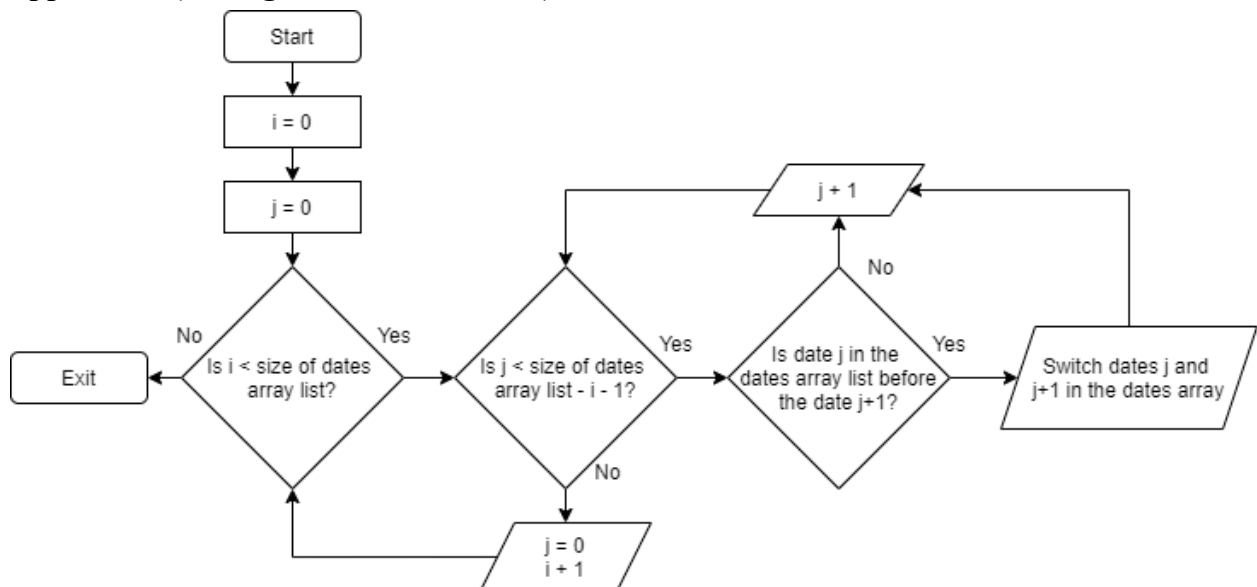 Start
i = 0
j = 0
j + 1
No
No
Yes
Yes
Yes
Exit
Is i < size of dates
array list?
Is j < size of dates
array list - i - 1?
Is date j in the
dates array list before
the date j+1?
Switch dates j and
j+1 in the dates array
No
j = 0
i + 1